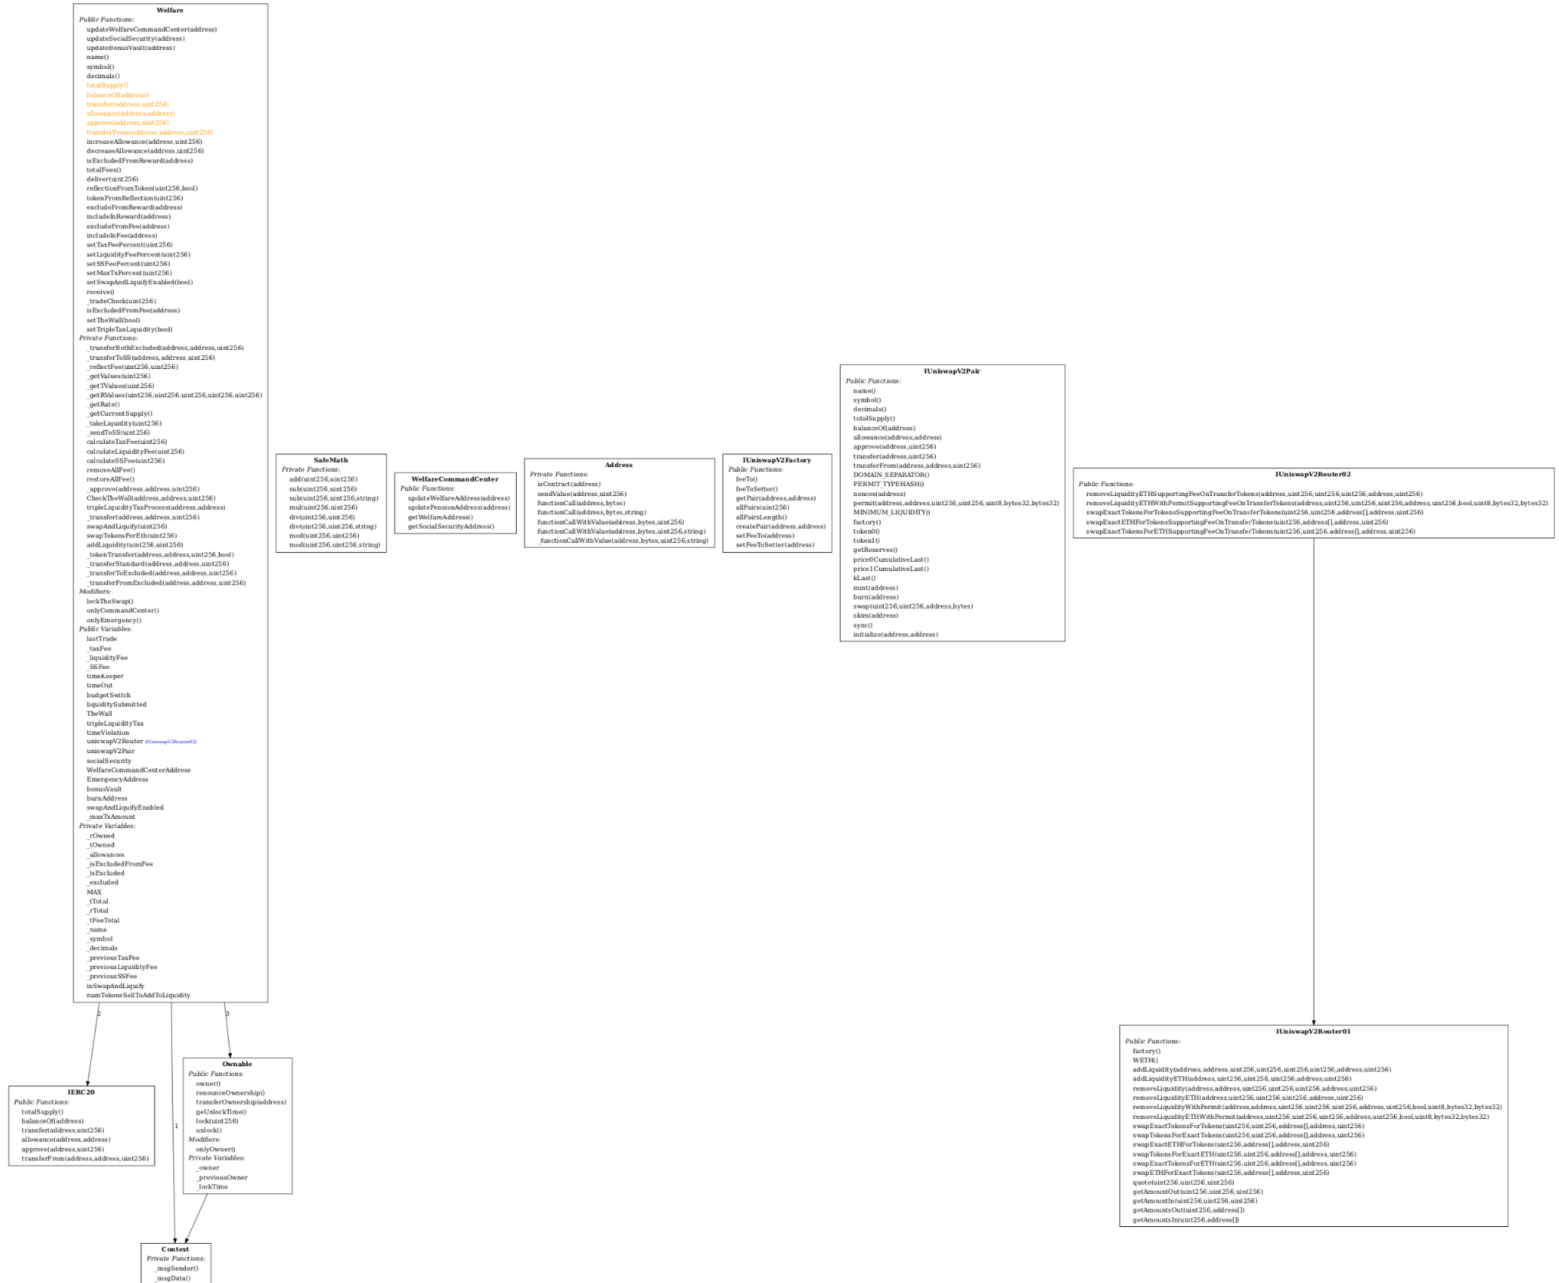 Welfare
Public Functions:
updateWelfareCommandCenter(address)
updateSocialSecurity(address)
updateBonusVault(address)
name()
symbol()
decimals()
totalSupply()
balanceOf(address)
transfer(address,uint256)
allowance(address,address)
approve(address,uint256)
transferFrom(address,address,uint256)
increaseAllowance(address,uint256)
decreaseAllowance(address,uint256)
isExcludedFromReward(address)
totalFees()
deliver(uint256)
reflectionFromToken(uint256,bool)
tokenFromReflection(uint256)
excludeFromReward(address)
includeInReward(address)
excludeFromFee(address)
includeInFee(address)
setTaxFeePercent(uint256)
setLiquidityFeePercent(uint256)
setSSFeePercent(uint256)
setMaxTxPercent(uint256)
setSwapAndLiquifyEnabled(bool)
receive()
_tradeCheck(uint256)
isExcludedFromFee(address)
setTheWall(bool)
setTripleTaxLiquidity(bool)
Private Functions:
_transferBothExcluded(address,address,uint256)
_transferToSS(address,address,uint256)
_reflectFee(uint256,uint256)
_getValues(uint256)
_getTValues(uint256)
_getRValues(uint256,uint256,uint256,uint256,uint256)
_getRate()
_getCurrentSupply()
_takeLiquidity(uint256)
_sendToSS(uint256)
calculateTaxFee(uint256)
calculateLiquidityFee(uint256)
calculateSSFee(uint256)
removeAllFee()
restoreAllFee()
_approve(address,address,uint256)
CheckTheWall(address,address,uint256)
tripleLiquidityTaxProcess(address,address)
_transfer(address,address,uint256)
swapAndLiquify(uint256)
swapTokensForEth(uint256)
addLiquidity(uint256,uint256)
_tokenTransfer(address,address,uint256,bool)
_transferStandard(address,address,uint256)
_transferToExcluded(address,address,uint256)
_transferFromExcluded(address,address,uint256)
Modifiers:
lockTheSwap()
onlyCommandCenter()
onlyEmergency()
Public Variables:
lastTrade
_taxFee
_liquidityFee
_SSFee
timeKeeper
timeOut
budgetSwitch
liquiditySubmitted
TheWall
tripleLiquidityTax
timeViolation
uniswapV2Router (IUniswapV2Router02)
uniswapV2Pair
socialSecurity
WelfareCommandCenterAddress
EmergencyAddress
bonusVault
burnAddress
swapAndLiquifyEnabled
_maxTxAmount
Private Variables:
_rOwned
_tOwned
_allowances
_isExcludedFromFee
_isExcluded
_excluded
MAX
_tTotal
_rTotal
_tFeeTotal
_name
_symbol
_decimals
_previousTaxFee
_previousLiquidityFee
_previousSSFee
inSwapAndLiquify
numTokensSellToAddToLiquidity
SafeMath
Private Functions:
add(uint256,uint256)
sub(uint256,uint256)
sub(uint256,uint256,string)
mul(uint256,uint256)
div(uint256,uint256)
div(uint256,uint256,string)
mod(uint256,uint256)
mod(uint256,uint256,string)
WelfareCommandCenter
Public Functions:
updateWelfareAddress(address)
updatePensionAddress(address)
getWelfareAddress()
getSocialSecurityAddress()
Address
Private Functions:
isContract(address)
sendValue(address,uint256)
functionCall(address,bytes)
functionCall(address,bytes,string)
functionCallWithValue(address,bytes,uint256)
functionCallWithValue(address,bytes,uint256,string)
_functionCallWithValue(address,bytes,uint256,string)
IUniswapV2Factory
Public Functions:
feeTo()
feeToSetter()
getPair(address,address)
allPairs(uint256)
allPairsLength()
createPair(address,address)
setFeeTo(address)
setFeeToSetter(address)
IUniswapV2Pair
Public Functions:
name()
symbol()
decimals()
totalSupply()
balanceOf(address)
allowance(address,address)
approve(address,uint256)
transfer(address,uint256)
transferFrom(address,address,uint256)
DOMAIN_SEPARATOR()
PERMIT_TYPEHASH()
nonces(address)
permit(address,address,uint256,uint256,uint8,bytes32,bytes32)
MINIMUM_LIQUIDITY()
factory()
token0()
token1()
getReserves()
price0CumulativeLast()
price1CumulativeLast()
kLast()
mint(address)
burn(address)
swap(uint256,uint256,address,bytes)
skim(address)
sync()
initialize(address,address)
IUniswapV2Router02
Public Functions:
removeLiquidityETHSupportingFeeOnTransferTokens(address,uint256,uint256,uint256,address,uint256)
removeLiquidityETHWithPermitSupportingFeeOnTransferTokens(address,uint256,uint256,uint256,address,uint256,bool,uint8,bytes32,bytes32)
swapExactTokensForTokensSupportingFeeOnTransferTokens(uint256,uint256,address[],address,uint256)
swapExactETHForTokensSupportingFeeOnTransferTokens(uint256,address[],address,uint256)
swapExactTokensForETHSupportingFeeOnTransferTokens(uint256,uint256,address[],address,uint256)
2
3
1
IERC20
Public Functions:
totalSupply()
balanceOf(address)
transfer(address,uint256)
allowance(address,address)
approve(address,uint256)
transferFrom(address,address,uint256)
Ownable
Public Functions:
owner()
renounceOwnership()
transferOwnership(address)
geUnlockTime()
lock(uint256)
unlock()
Modifiers:
onlyOwner()
Private Variables:
_owner
_previousOwner
_lockTime
IUniswapV2Router01
Public Functions:
factory()
WETH()
addLiquidity(address,address,uint256,uint256,uint256,uint256,address,uint256)
addLiquidityETH(address,uint256,uint256,uint256,address,uint256)
removeLiquidity(address,address,uint256,uint256,uint256,address,uint256)
removeLiquidityETH(address,uint256,uint256,uint256,address,uint256)
removeLiquidityWithPermit(address,address,uint256,uint256,uint256,address,uint256,bool,uint8,bytes32,bytes32)
removeLiquidityETHWithPermit(address,uint256,uint256,uint256,address,uint256,bool,uint8,bytes32,bytes32)
swapExactTokensForTokens(uint256,uint256,address[],address,uint256)
swapTokensForExactTokens(uint256,uint256,address[],address,uint256)
swapExactETHForTokens(uint256,address[],address,uint256)
swapTokensForExactETH(uint256,uint256,address[],address,uint256)
swapExactTokensForETH(uint256,uint256,address[],address,uint256)
swapETHForExactTokens(uint256,address[],address,uint256)
quote(uint256,uint256,uint256)
getAmountOut(uint256,uint256,uint256)
getAmountIn(uint256,uint256,uint256)
getAmountsOut(uint256,address[])
getAmountsIn(uint256,address[])
Context
Private Functions:
_msgSender()
_msgData()